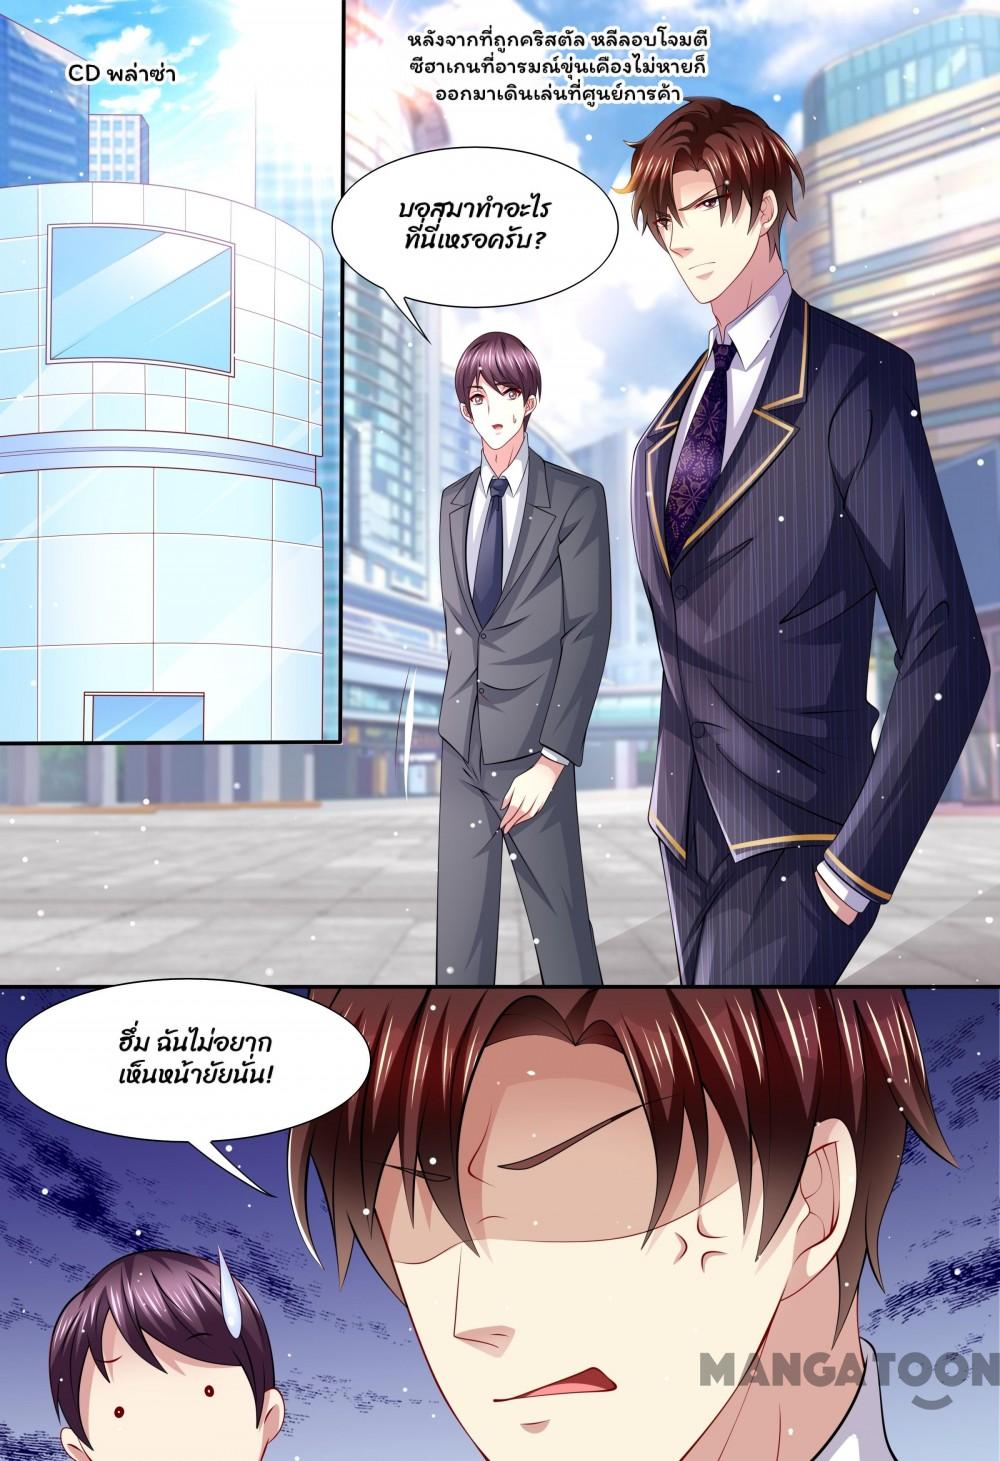 CD พล่าซ่า
หลังจากที่ถูกคริสตัล หลีลอบโจมตี
ซีฮาเกนที่อารมณ์ขุ่นเคืองไม่หายก็
ออกมาเดินเล่นที่ศูนย์การค้า
บอสมาทำอะไร
ที่นี่เหรอครับ?
ฮึ่ม ฉันไม่อยาก
เห็นหน้ายัยนั่น!
MANGATOON